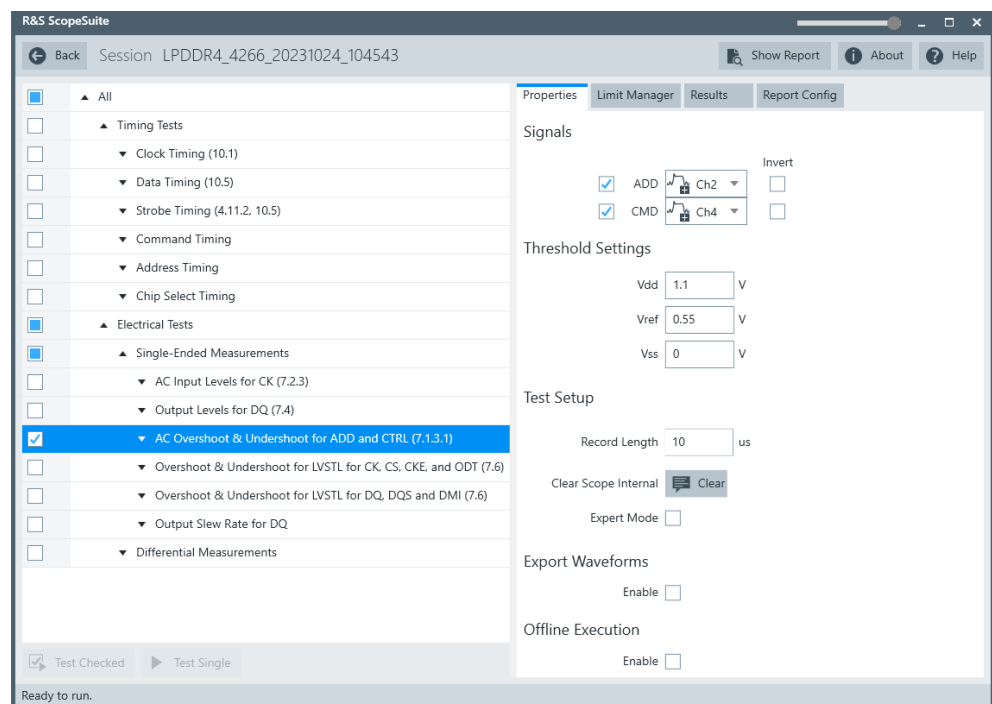 R&S ScopeSuite
Back Session LPDDR4_4266_20231024_104543 Show Report About Help
All
Timing Tests
Clock Timing (10.1)
Data Timing (10.5)
Strobe Timing (4.11.2, 10.5)
Command Timing
Address Timing
Chip Select Timing
Electrical Tests
Single-Ended Measurements
AC Input Levels for CK (7.2.3)
Output Levels for DQ (7.4)
AC Overshoot & Undershoot for ADD and CTRL (7.1.3.1)
Overshoot & Undershoot for LVSTL for CK, CS, CKE, and ODT (7.6)
Overshoot & Undershoot for LVSTL for DQ, DQS and DMI (7.6)
Output Slew Rate for DQ
Differential Measurements
Test Checked Test Single
Properties Limit Manager Results Report Config
Signals
Invert
ADD Ch2
CMD Ch4
Threshold Settings
Vdd 1.1 V
Vref 0.55 V
Vss 0 V
Test Setup
Record Length 10 us
Clear Scope Internal Clear
Expert Mode
Export Waveforms
Enable
Offline Execution
Enable
Ready to run.